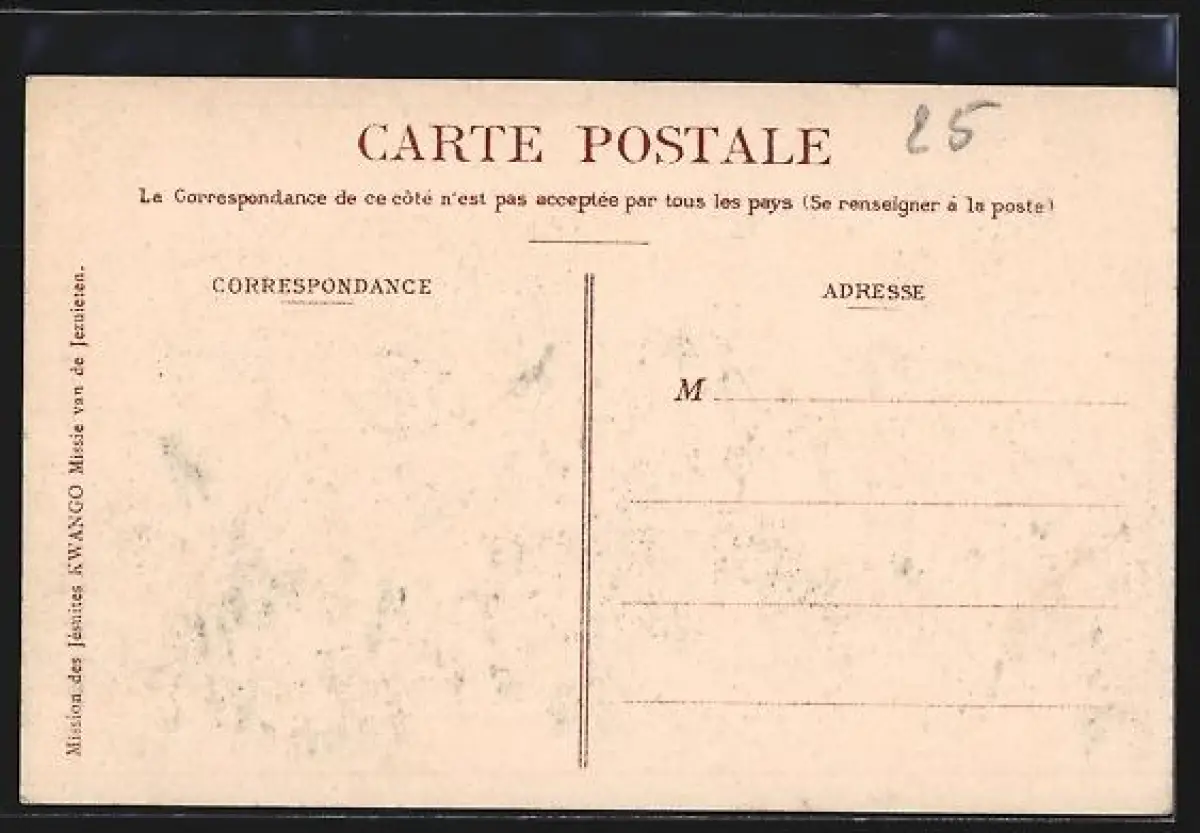 CARTE POSTALE
25
La Correspondance de ce côté n'est pas acceptée par tous les pays (Se renseigner à la poste)
CORRESPONDANCE
ADRESSE
M
Mission des Jésuites KWANGO Missie van de Jezuieten.